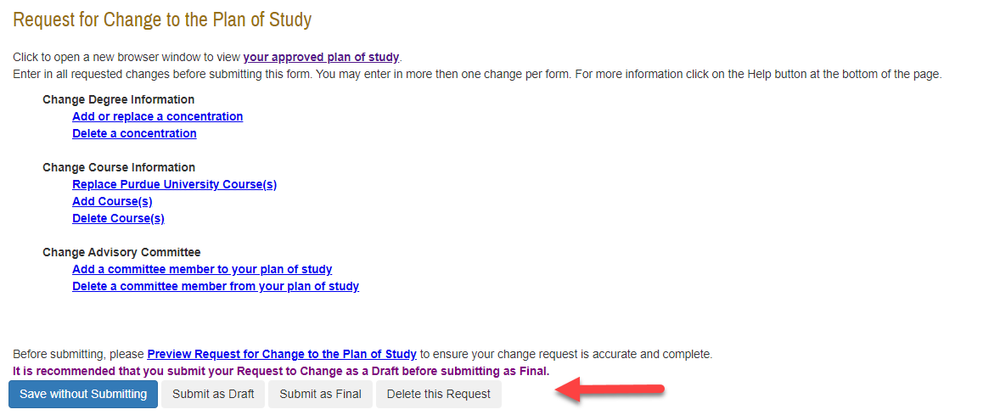 Request for Change to the Plan of Study
Click to open a new browser window to view your approved plan of study.
Enter in all requested changes before submitting this form. You may enter in more then one change per form. For more information click on the Help button at the bottom of the page.
Change Degree Information
Add or replace a concentration
Delete a concentration
Change Course Information
Replace Purdue University Course(s)
Add Course(s)
Delete Course(s)
Change Advisory Committee
Add a committee member to your plan of study
Delete a committee member from your plan of study
Before submitting, please Preview Request for Change to the Plan of Study to ensure your change request is accurate and complete.
It is recommended that you submit your Request to Change as a Draft before submitting as Final.
Save without Submitting Submit as Draft Submit as Final Delete this Request